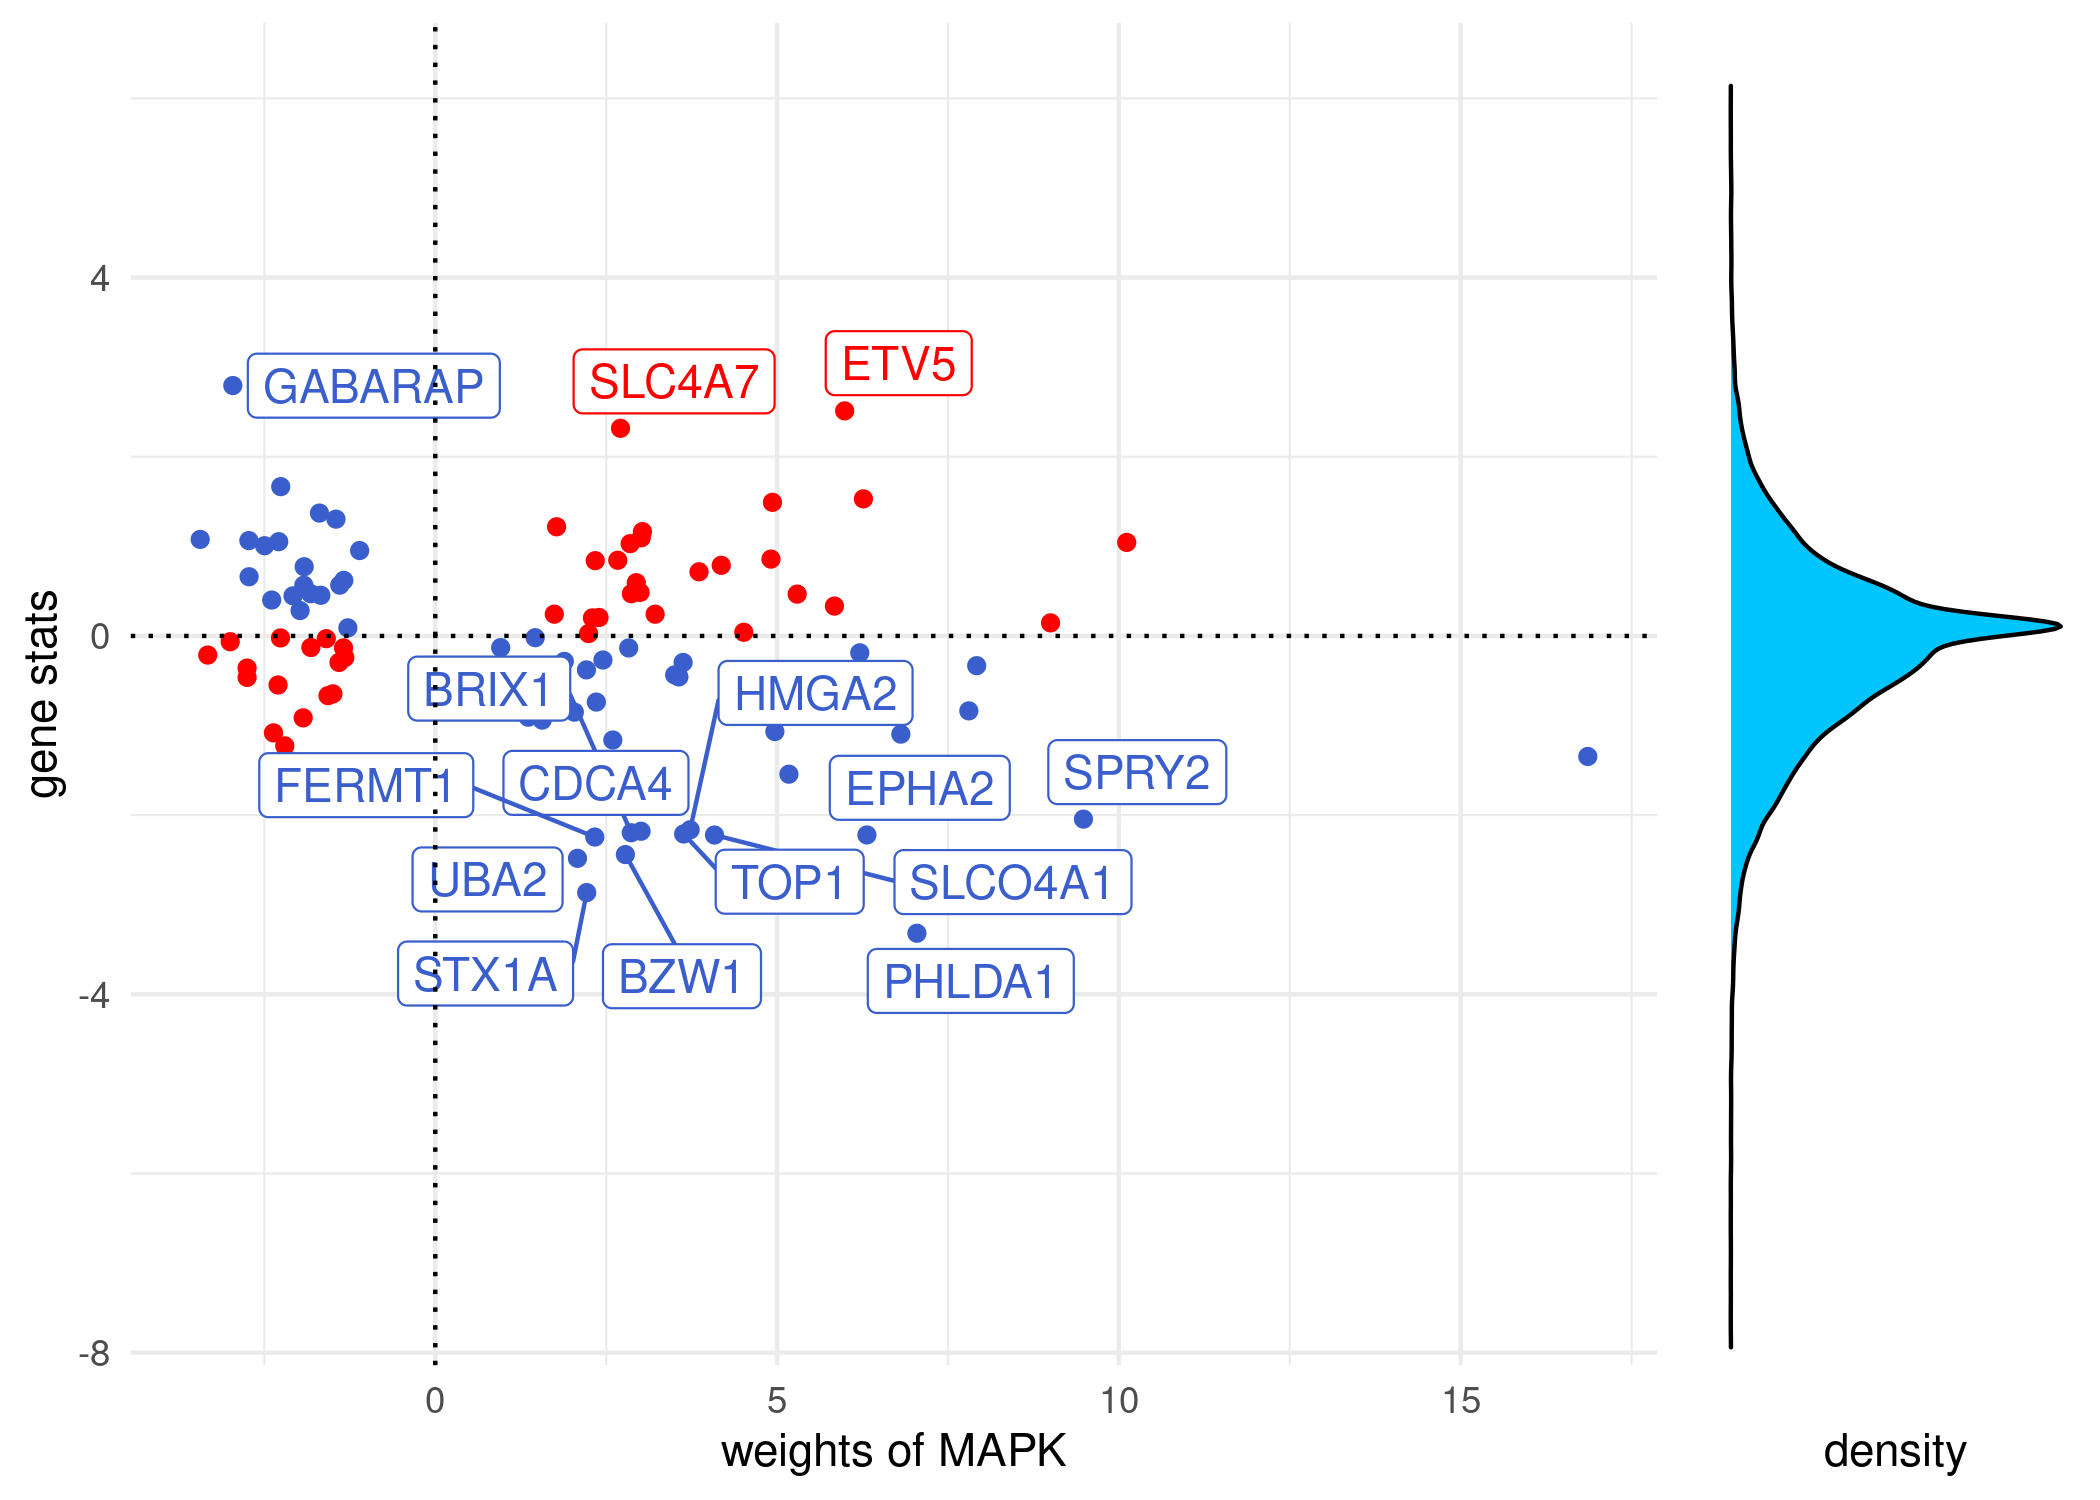 4
0
-4
-8
gene stats
GABARAP
SLC4A7
ETV5
BRIX1
HMGA2
FERMT1
CDCA4
EPHA2
SPRY2
UBA2
TOP1
SLCO4A1
STX1A
BZW1
PHLDA1
0
5
10
15
weights of MAPK
density